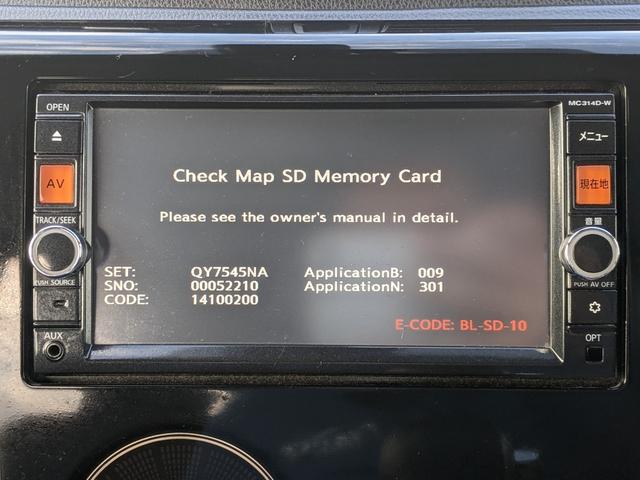 OPEN
MC314D-W
メニュー
AV
現在地
TRACK/SEEK
音量
PUSH SOURCE
PUSH AV OFF
AUX
OPT
Check Map SD Memory Card
Please see the owner's manual in detail.
SET: QY7545NA ApplicationB: 009
SNO: 00052210 ApplicationN: 301
CODE: 14100200
E-CODE: BL-SD-10